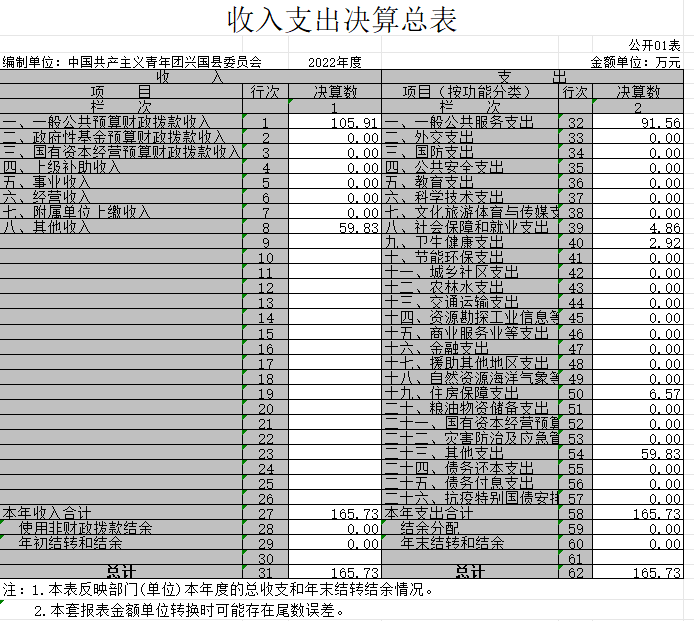 收入支出决算总表
公开01表
编制单位：中国共产主义青年团兴国县委员会 2022年度 金额单位：万元
收 入 支 出
项 目 行次 决算数 项目（按功能分类） 行次 决算数
栏 次 1 栏 次 2
一、一般公共预算财政拨款收入 1 105.91 一、一般公共服务支出 32 91.56
二、政府性基金预算财政拨款收入 2 0.00 二、外交支出 33 0.00
三、国有资本经营预算财政拨款收入 3 0.00 三、国防支出 34 0.00
四、上级补助收入 4 0.00 四、公共安全支出 35 0.00
五、事业收入 5 0.00 五、教育支出 36 0.00
六、经营收入 6 0.00 六、科学技术支出 37 0.00
七、附属单位上缴收入 7 0.00 七、文化旅游体育与传媒支 38 0.00
八、其他收入 8 59.83 八、社会保障和就业支出 39 4.86
9 九、卫生健康支出 40 2.92
10 十、节能环保支出 41 0.00
11 十一、城乡社区支出 42 0.00
12 十二、农林水支出 43 0.00
13 十三、交通运输支出 44 0.00
14 十四、资源勘探工业信息等 45 0.00
15 十五、商业服务业等支出 46 0.00
16 十六、金融支出 47 0.00
17 十七、援助其他地区支出 48 0.00
18 十八、自然资源海洋气象等 49 0.00
19 十九、住房保障支出 50 6.57
20 二十、粮油物资储备支出 51 0.00
21 二十一、国有资本经营预算 52 0.00
22 二十二、灾害防治及应急管 53 0.00
23 二十三、其他支出 54 59.83
24 二十四、债务还本支出 55 0.00
25 二十五、债务付息支出 56 0.00
26 二十六、抗疫特别国债安排 57 0.00
本年收入合计 27 165.73 本年支出合计 58 165.73
使用非财政拨款结余 28 0.00 结余分配 59 0.00
年初结转和结余 29 0.00 年末结转和结余 60 0.00
30 61
总计 31 165.73 总计 62 165.73
注：1.本表反映部门(单位)本年度的总收支和年末结转结余情况。
2.本套报表金额单位转换时可能存在尾数误差。